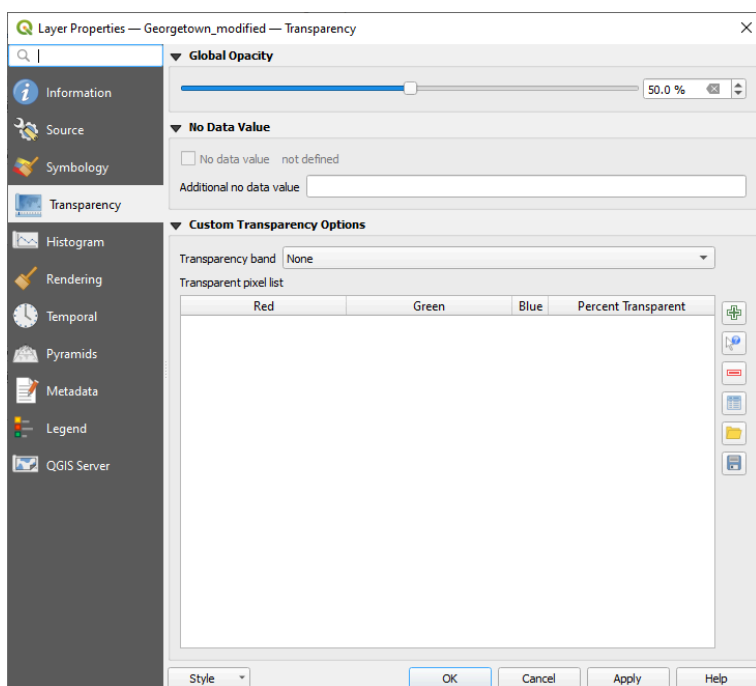 Layer Properties — Georgetown_modified — Transparency
Information
Source
Symbology
Transparency
Histogram
Rendering
Temporal
Pyramids
Metadata
Legend
QGIS Server
Global Opacity
50.0 %
No Data Value
No data value not defined
Additional no data value
Custom Transparency Options
Transparency band None
Transparent pixel list
Red Green Blue Percent Transparent
Style OK Cancel Apply Help